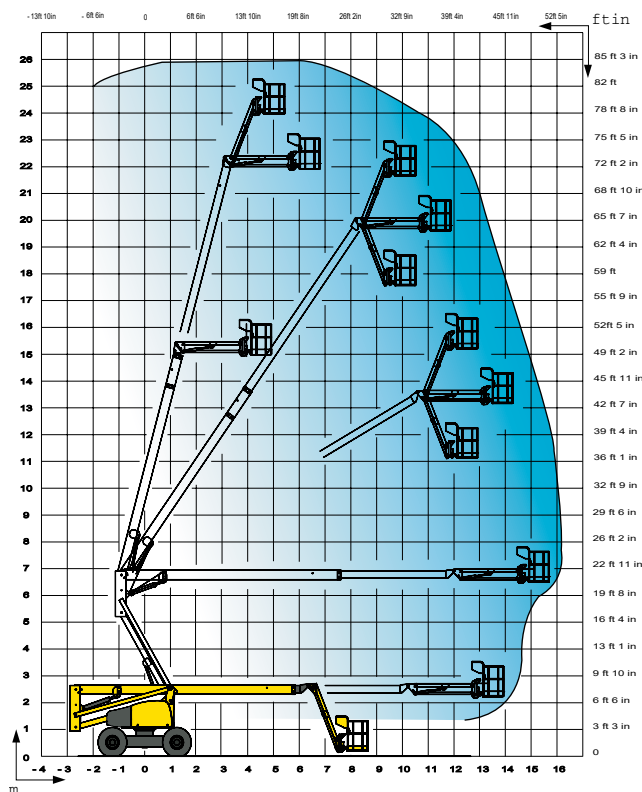 -13ft 10in -6ft 6in 0 6ft 6in 13ft 10in 19ft 8in 26ft 2in 32ft 9in 39ft 4in 45ft 11in 52ft 5in
ftin
26 85 ft 3 in
25 82 ft
24 78 ft 8 in
23 75 ft 5 in
22 72 ft 2 in
21 68 ft 10 in
20 65 ft 7 in
19 62 ft 4 in
18 59 ft
17 55 ft 9 in
16 52ft 5 in
15 49 ft 2 in
14 45 ft 11 in
13 42 ft 7 in
12 39 ft 4 in
11 36 ft 1 in
10 32 ft 9 in
9 29 ft 6 in
8 26 ft 2 in
7 22 ft 11 in
6 19 ft 8 in
5 16 ft 4 in
4 13 ft 1 in
3 9 ft 10 in
2 6 ft 6 in
1 3 ft 3 in
0 0
-4 -3 -2 -1 0 4 5 6 7 8 9 10 11 12 13 14 15 16
m